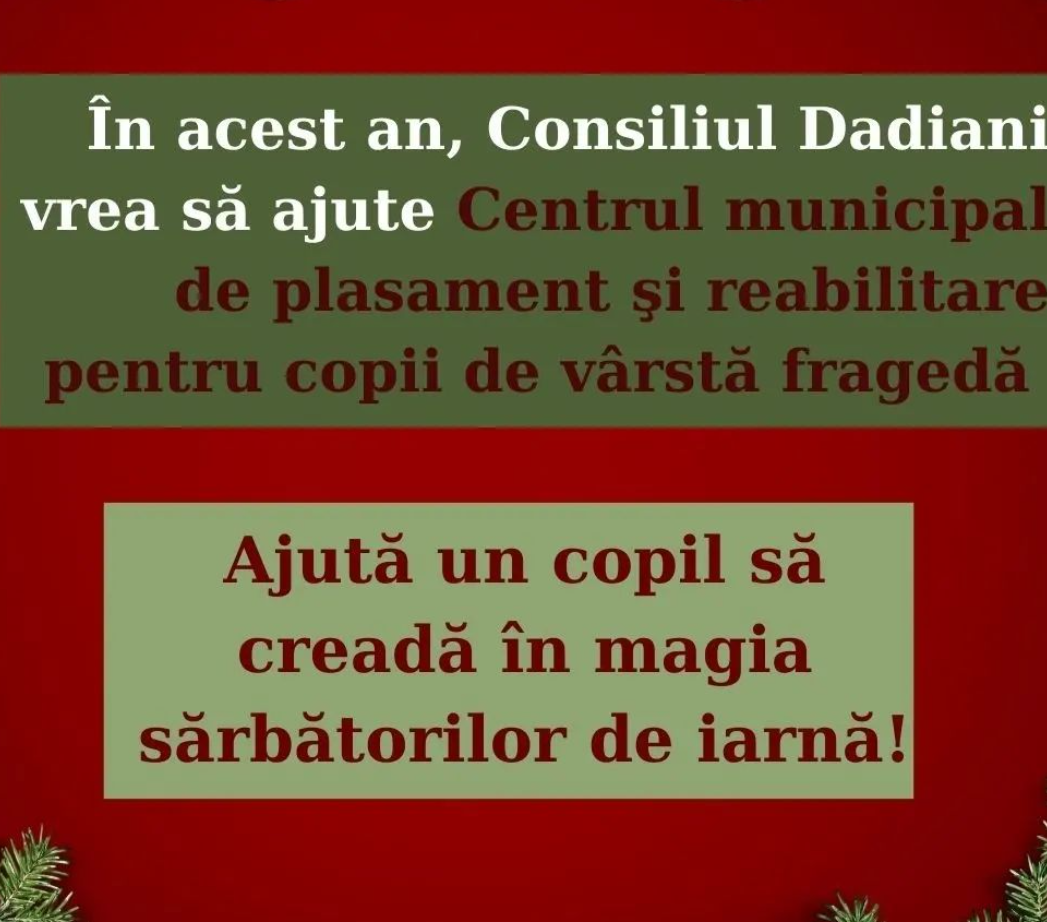 În acest an, Consiliul Dadiani
vrea să ajute Centrul municipal
de plasament şi reabilitare
pentru copii de vârstă fragedă
Ajută un copil să
creadă în magia
sărbătorilor de iarnă!